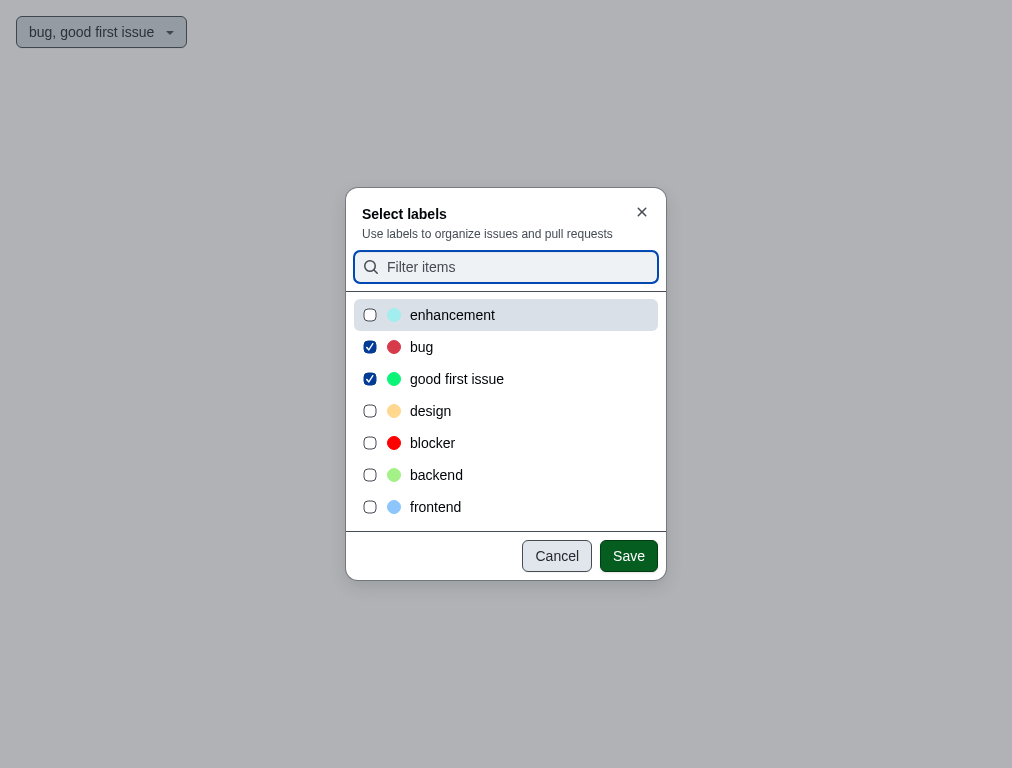 bug, good first issue
Select labels
Use labels to organize issues and pull requests
Filter items
enhancement
bug
good first issue
design
blocker
backend
frontend
Cancel Save